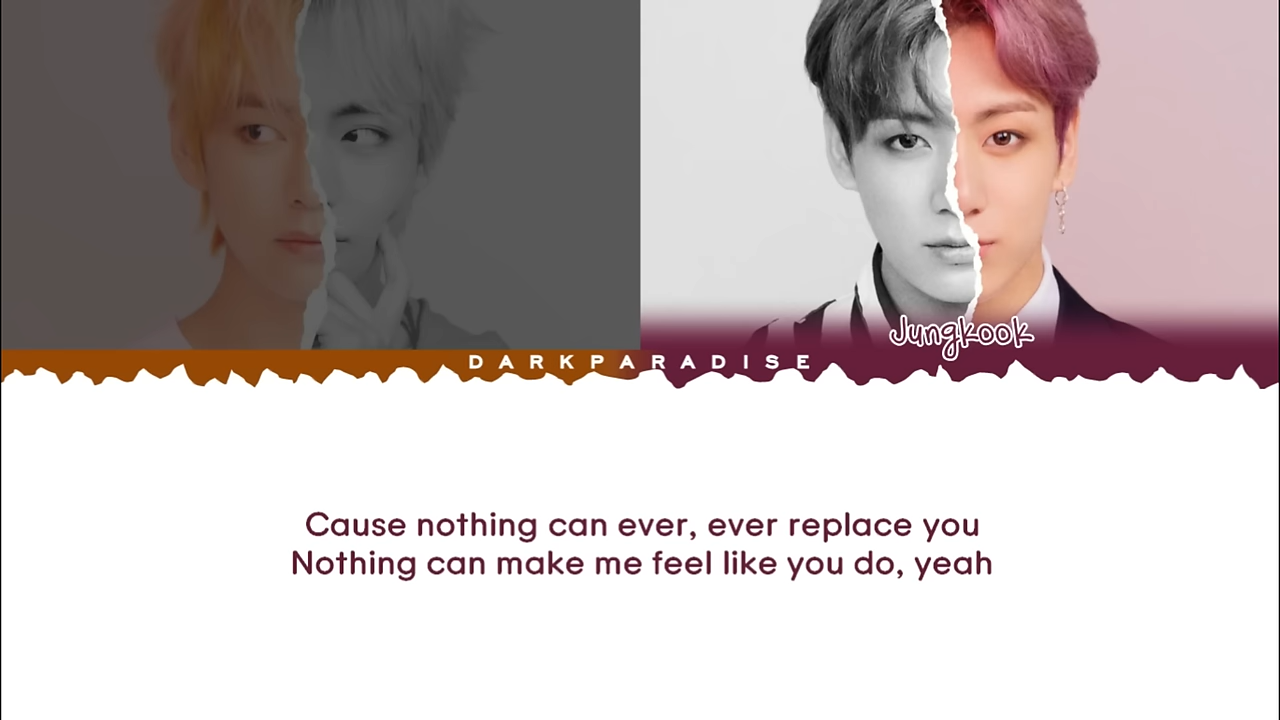 Jungkook
DARKPARADISE
Cause nothing can ever, ever replace you
Nothing can make me feel like you do, yeah